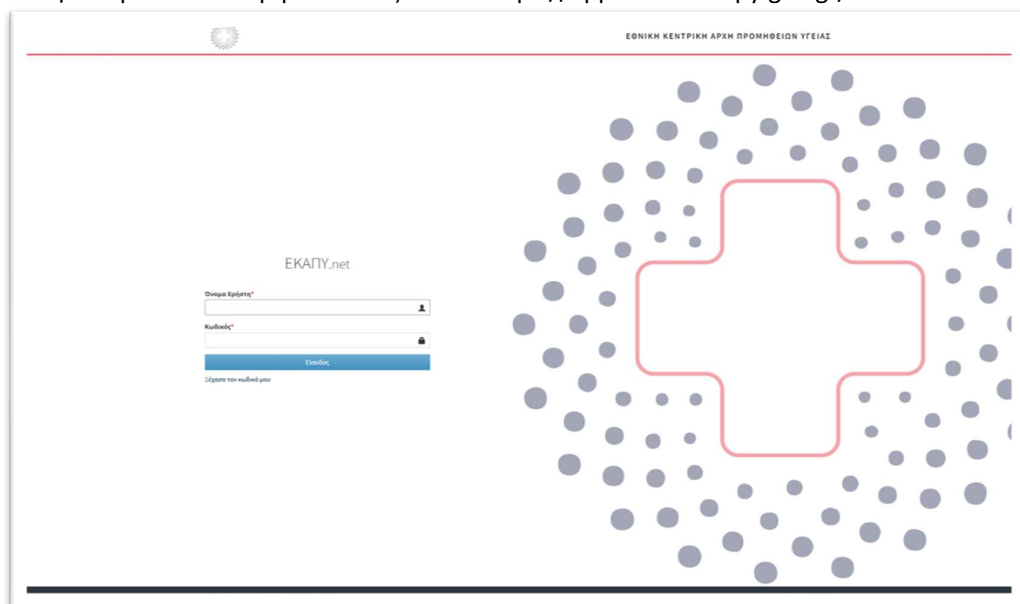 ΕΘΝΙΚΗ ΚΕΝΤΡΙΚΗ ΑΡΧΗ ΠΡΟΜΗΘΕΙΩΝ ΥΓΕΙΑΣ
ΕΚΑΠΥ.net
Όνομα Χρήστη*
Κωδικός*
Είσοδος
Ξέχασα τον κωδικό μου